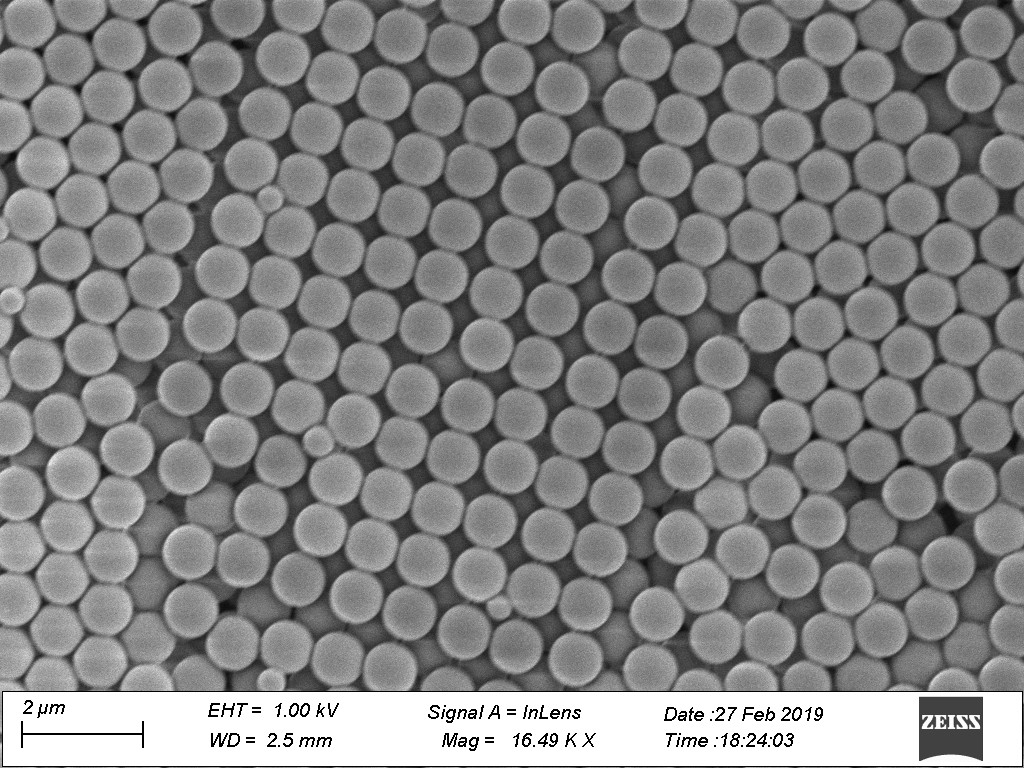 2 µm
EHT = 1.00 kV
Signal A = InLens
Date :27 Feb 2019
ZEISS
WD = 2.5 mm
Mag = 16.49 K X
Time :18:24:03